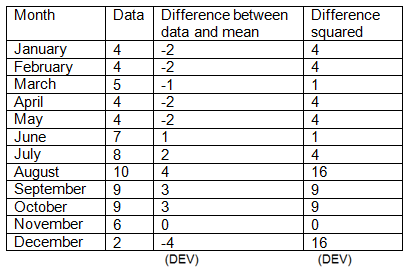 Month Data Difference between data and mean Difference squared
January 4 -2 4
February 4 -2 4
March 5 -1 1
April 4 -2 4
May 4 -2 4
June 7 1 1
July 8 2 4
August 10 4 16
September 9 3 9
October 9 3 9
November 6 0 0
December 2 -4 16
(DEV) (DEV)